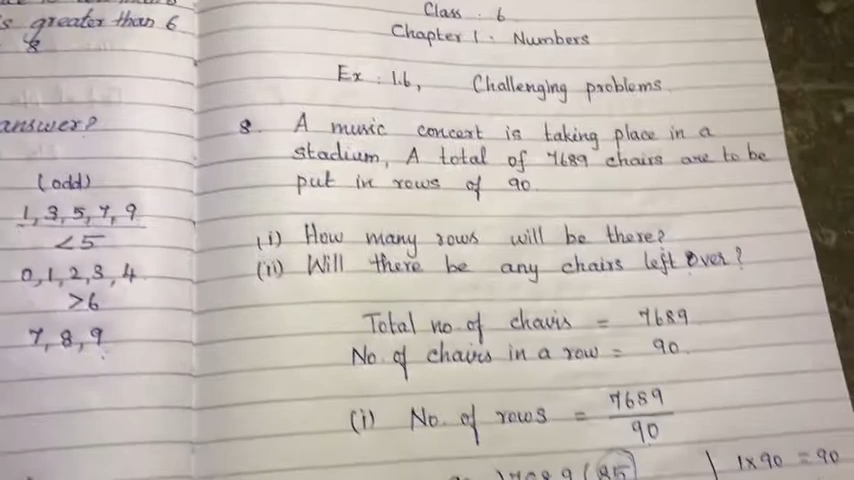 is greater than 6
8
answer?
(odd)
1, 3, 5, 7, 9
<5
0, 1, 2, 3, 4
>6
7, 8, 9
Class : 6
Chapter 1 : Numbers
Ex : 1.6, Challenging problems
8. A music concert is taking place in a
stadium, A total of 7689 chairs are to be
put in rows of 90
(i) How many rows will be there?
(ii) Will there be any chairs left over?
Total no. of chairs = 7689
No. of chairs in a row = 90
(i) No. of rows = 7689
90
7689 (85
1 x 90 = 90